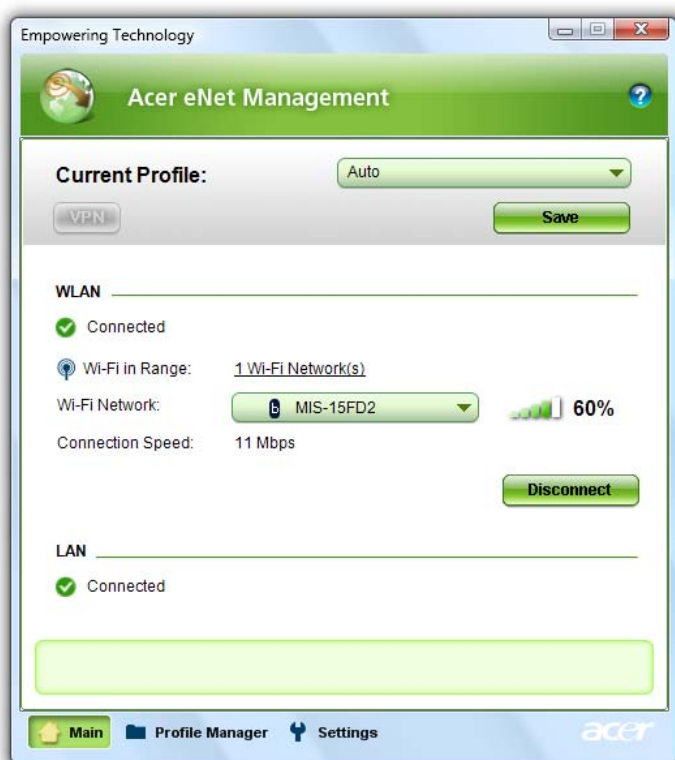 Empowering Technology
Acer eNet Management
?
Current Profile:
Auto
VPN
Save
WLAN
Connected
Wi-Fi in Range:
1 Wi-Fi Network(s)
Wi-Fi Network:
b MIS-15FD2
60%
Connection Speed:
11 Mbps
Disconnect
LAN
Connected
Main
Profile Manager
Settings
acer